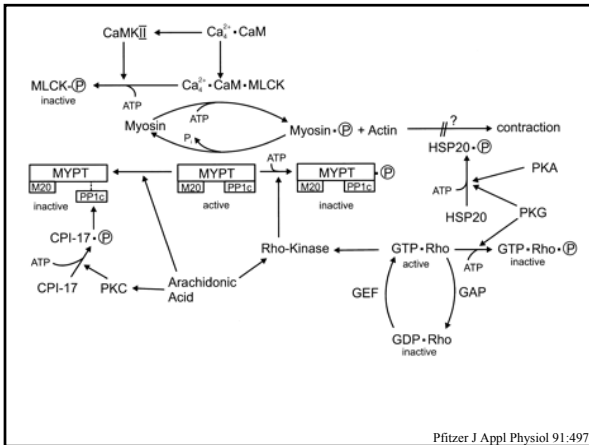 CaMKII
Ca₄²⁺•CaM
MLCK-Ⓟ
inactive
ATP
Ca₄²⁺•CaM•MLCK
Myosin
ATP
Pᵢ
Myosin•Ⓟ + Actin
?
contraction
HSP20•Ⓟ
MYPT
M20
PP1c
inactive
MYPT
M20
PP1c
active
ATP
MYPT•Ⓟ
M20
PP1c
inactive
ATP
HSP20
PKA
PKG
CPI-17•Ⓟ
ATP
CPI-17
PKC
Arachidonic
Acid
Rho-Kinase
GTP•Rho
active
ATP
GTP•Rho•Ⓟ
inactive
GEF
GAP
GDP•Rho
inactive
Pfitzer J Appl Physiol 91:497